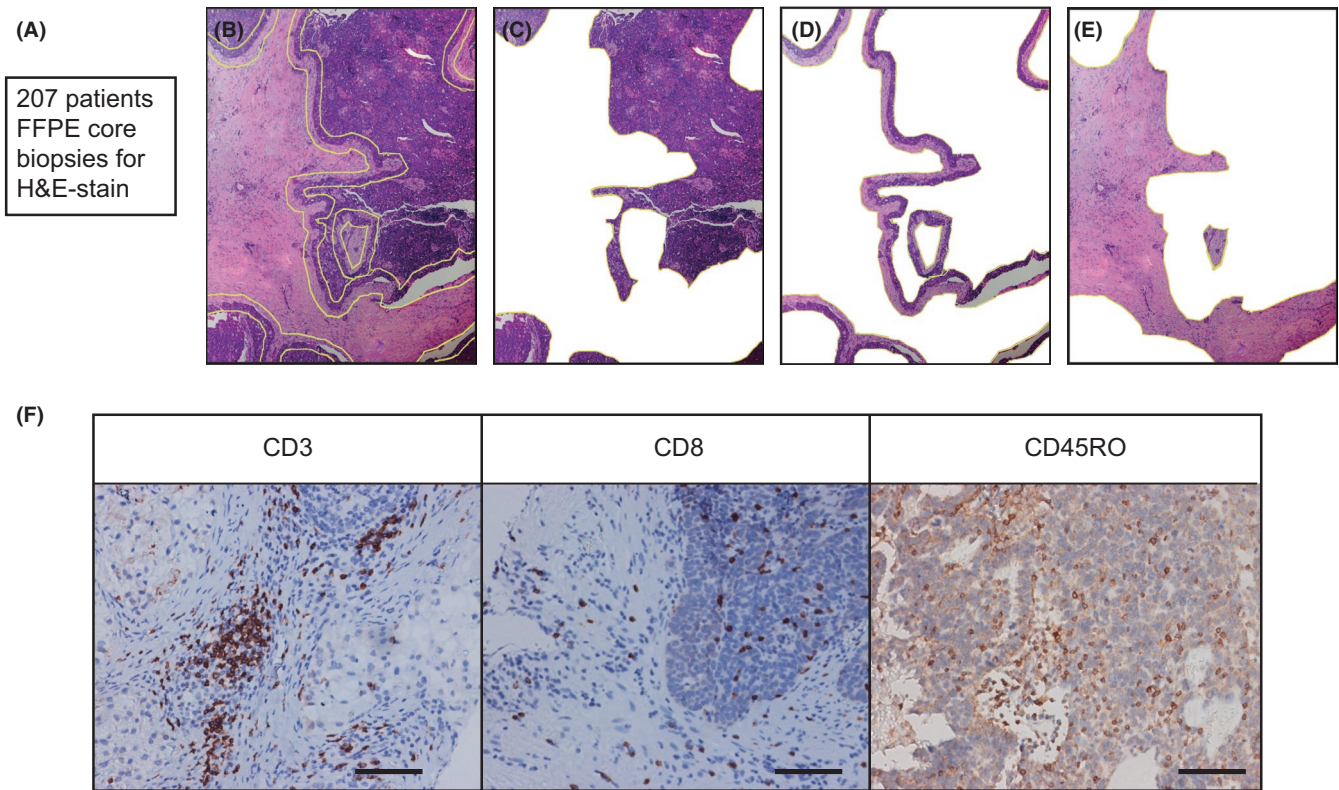 (A)
207 patients
FFPE core
biopsies for
H&E-stain
(B)
(C)
(D)
(E)
(F)
CD3
CD8
CD45RO